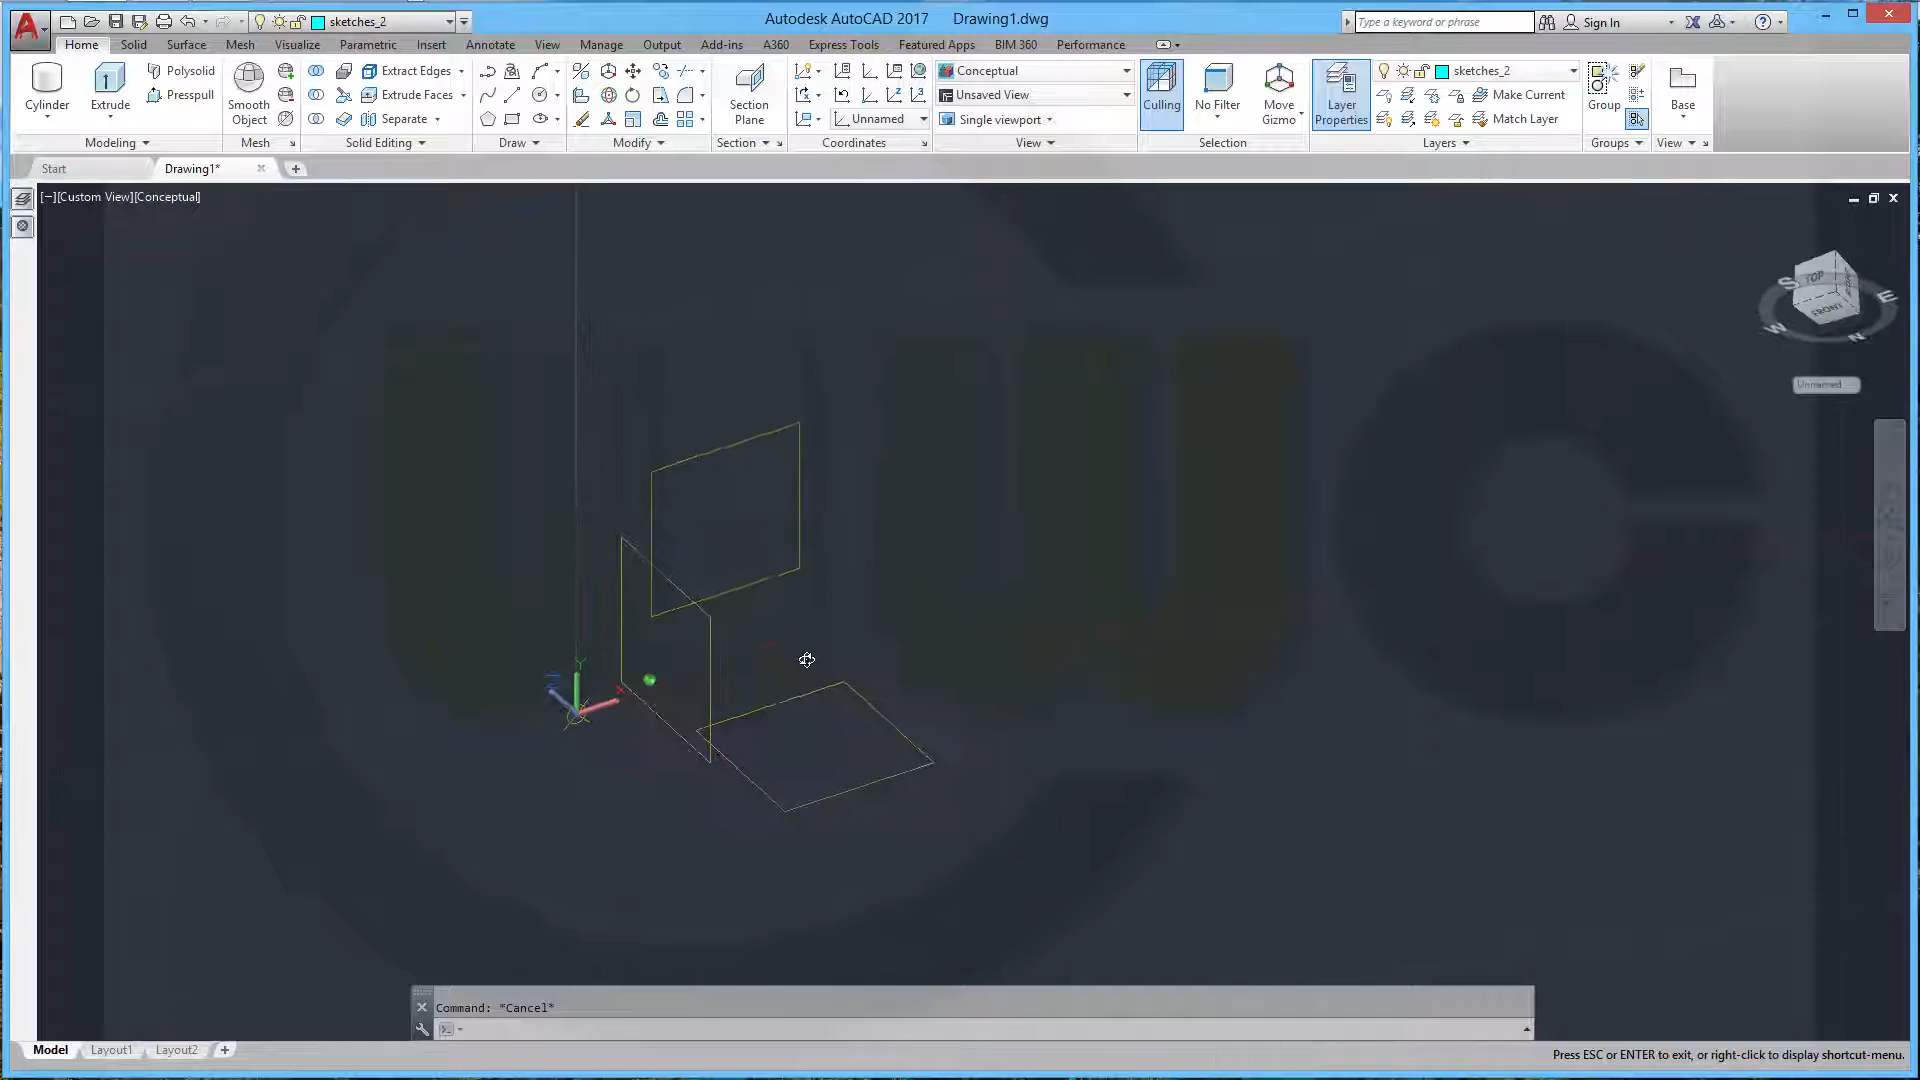 sketches_2
Autodesk AutoCAD 2017 Drawing1.dwg
Type a keyword or phrase
Sign In
Home Solid Surface Mesh Visualize Parametric Insert Annotate View Manage Output Add-ins A360 Express Tools Featured Apps BIM 360 Performance
Cylinder
Extrude
Polysolid
Presspull
Smooth Object
Extract Edges
Extrude Faces
Separate
Section Plane
Unnamed
Conceptual
Unsaved View
Single viewport
Culling
No Filter
Move Gizmo
Layer Properties
sketches_2
Make Current
Match Layer
Group
Base
Modeling Mesh Solid Editing Draw Modify Section Coordinates View Selection Layers Groups View
Start Drawing1*
[−][Custom View][Conceptual]
S
TOP
E
FRONT
W
N
Unnamed
Y
X
Command: *Cancel*
Model Layout1 Layout2
Press ESC or ENTER to exit, or right-click to display shortcut-menu.